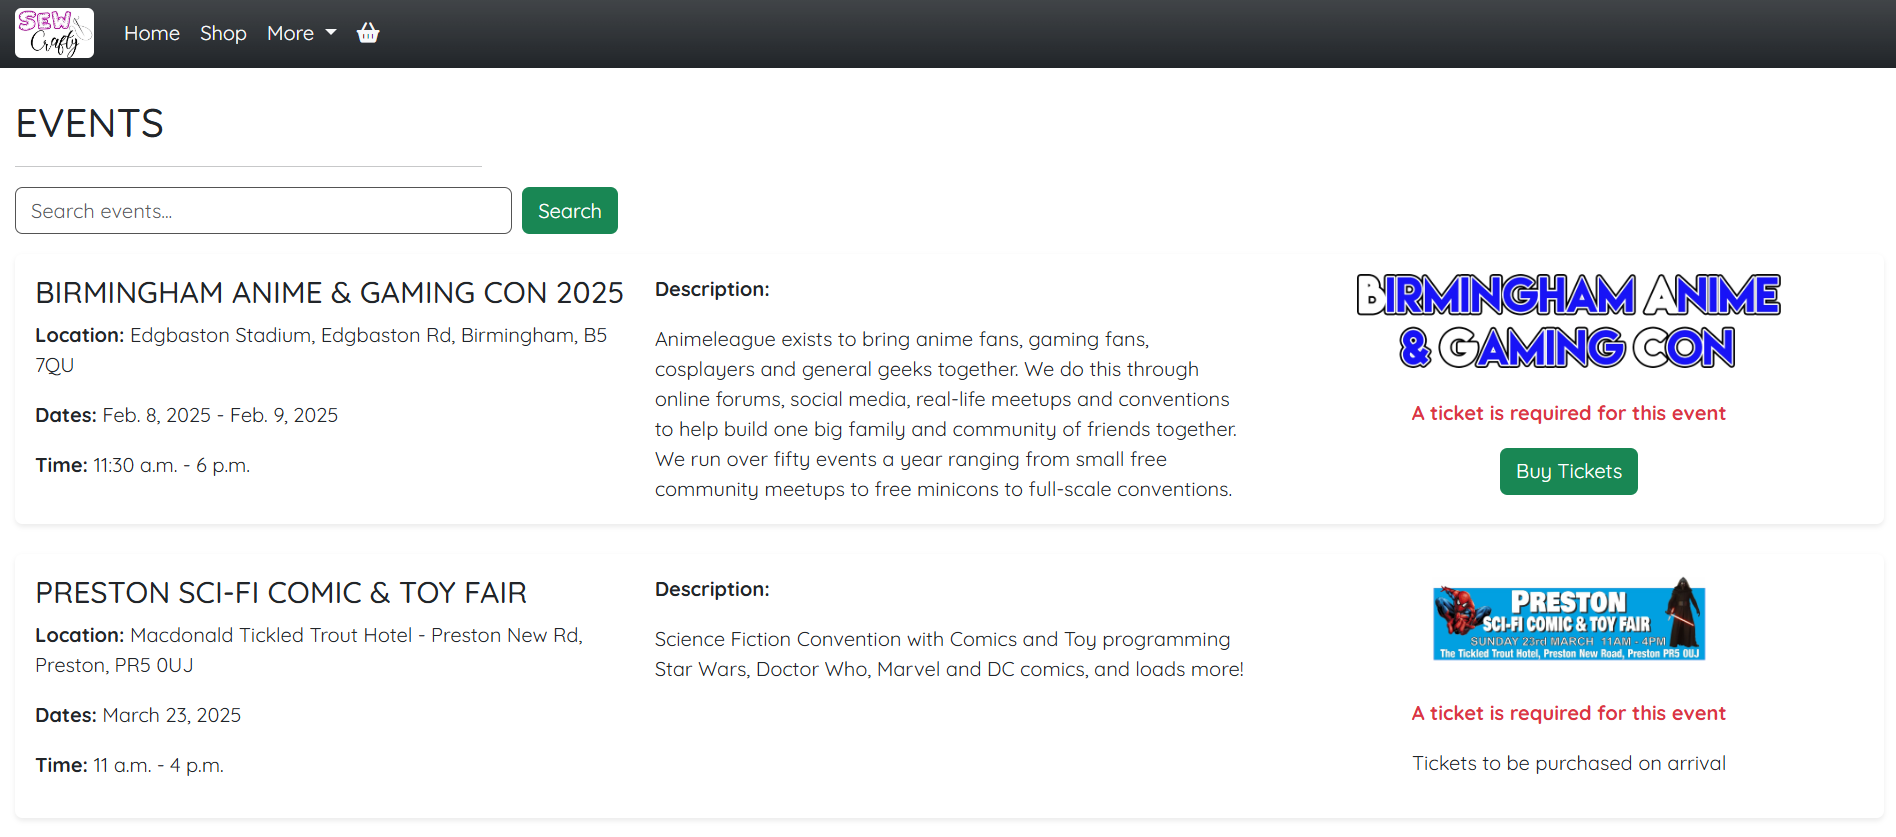 SEW
Crafty
Home Shop More
EVENTS
Search events...
Search
BIRMINGHAM ANIME & GAMING CON 2025
Location: Edgbaston Stadium, Edgbaston Rd, Birmingham, B5
7QU
Dates: Feb. 8, 2025 - Feb. 9, 2025
Time: 11:30 a.m. - 6 p.m.
Description:
Animeleague exists to bring anime fans, gaming fans,
cosplayers and general geeks together. We do this through
online forums, social media, real-life meetups and conventions
to help build one big family and community of friends together.
We run over fifty events a year ranging from small free
community meetups to free minicons to full-scale conventions.
BIRMINGHAM ANIME
& GAMING CON
A ticket is required for this event
Buy Tickets
PRESTON SCI-FI COMIC & TOY FAIR
Location: Macdonald Tickled Trout Hotel - Preston New Rd,
Preston, PR5 0UJ
Dates: March 23, 2025
Time: 11 a.m. - 4 p.m.
Description:
Science Fiction Convention with Comics and Toy programming
Star Wars, Doctor Who, Marvel and DC comics, and loads more!
PRESTON
SCI-FI COMIC & TOY FAIR
SUNDAY 23rd MARCH 11AM - 4PM
The Tickled Trout Hotel, Preston New Road, Preston PR5 0UJ
A ticket is required for this event
Tickets to be purchased on arrival